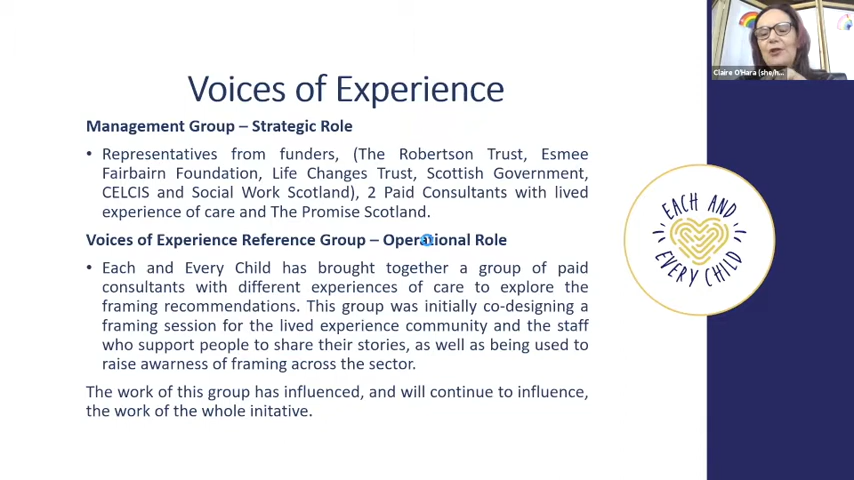 Claire O'Hara (she/h...
Voices of Experience
Management Group – Strategic Role
• Representatives from funders, (The Robertson Trust, Esmee
Fairbairn Foundation, Life Changes Trust, Scottish Government,
CELCIS and Social Work Scotland), 2 Paid Consultants with lived
experience of care and The Promise Scotland.
Voices of Experience Reference Group – Operational Role
• Each and Every Child has brought together a group of paid
consultants with different experiences of care to explore the
framing recommendations. This group was initially co-designing a
framing session for the lived experience community and the staff
who support people to share their stories, as well as being used to
raise awarness of framing across the sector.
The work of this group has influenced, and will continue to influence,
the work of the whole initative.
EACH AND
EVERY CHILD